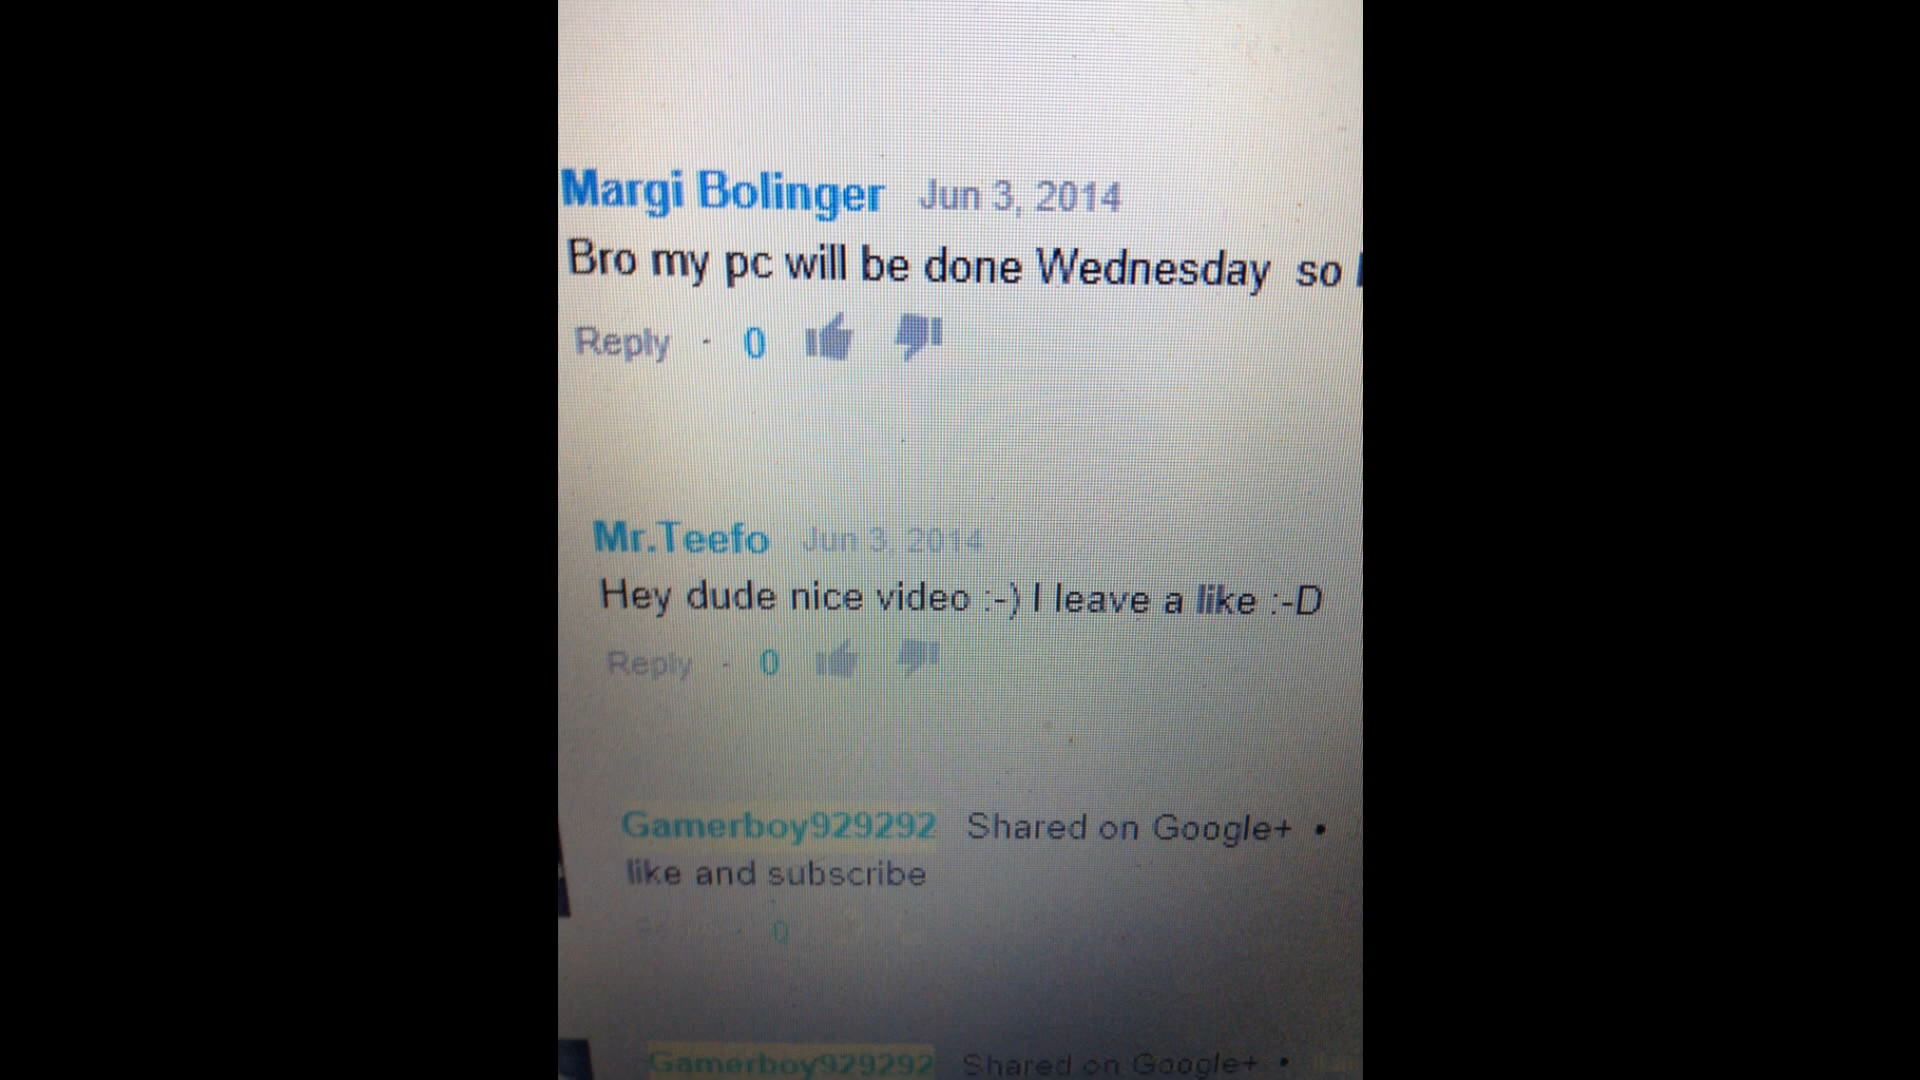 Margi Bolinger Jun 3, 2014
Bro my pc will be done Wednesday so
Reply · 0
Mr.Teefo Jun 3, 2014
Hey dude nice video :-) I leave a like :-D
Reply · 0
Gamerboy929292 Shared on Google+ •
like and subscribe
0
Gamerboy929292 Shared on Google+ •